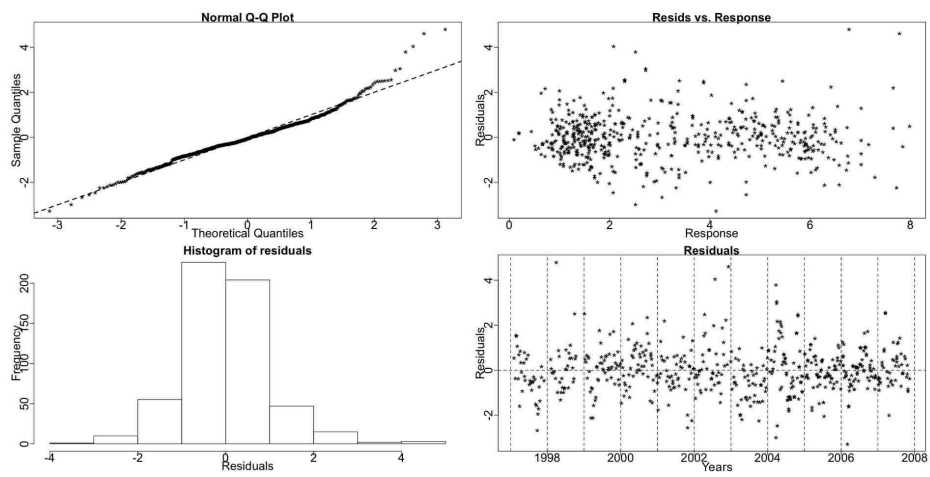 Normal Q-Q Plot
Sample Quantiles
-2 0 2 4
-3 -2 -1 0 1 2 3
Theoretical Quantiles
Resids vs. Response
Residuals
-2 0 2 4
0 2 4 6 8
Response
Histogram of residuals
Frequency
0 50 100 150 200
-4 -2 0 2 4
Residuals
Residuals
Residuals
-2 0 2 4
1998 2000 2002 2004 2006 2008
Years